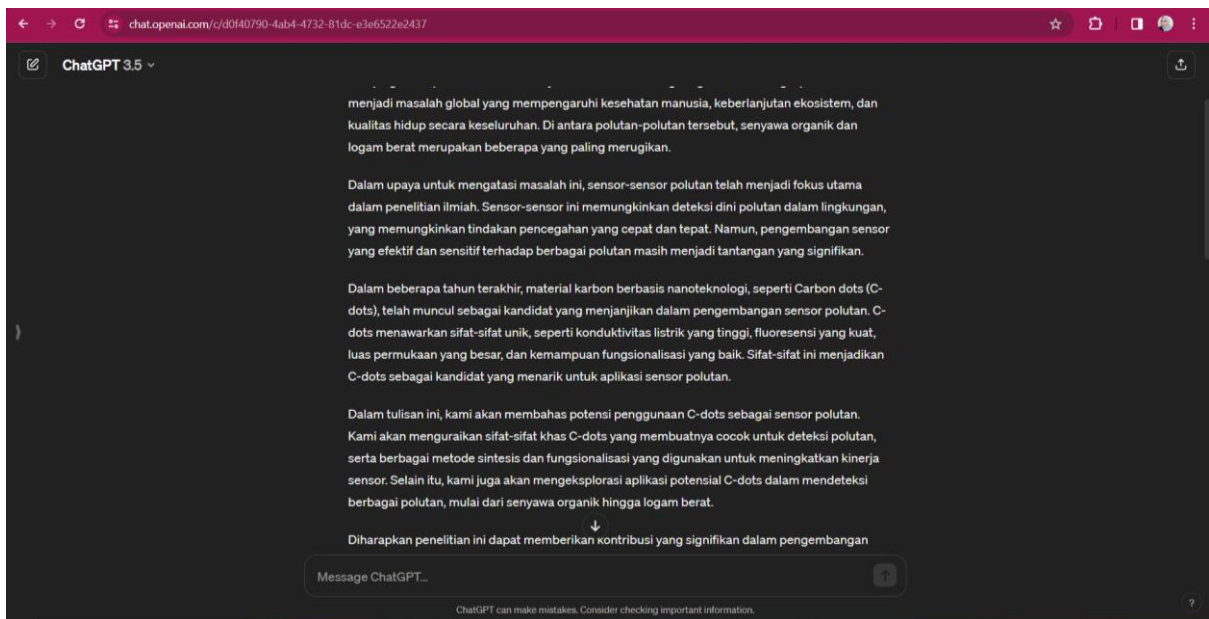 chat.openai.com/c/d0f40790-4ab4-4732-81dc-e3e6522e2437
ChatGPT 3.5
menjadi masalah global yang mempengaruhi kesehatan manusia, keberlanjutan ekosistem, dan
kualitas hidup secara keseluruhan. Di antara polutan-polutan tersebut, senyawa organik dan
logam berat merupakan beberapa yang paling merugikan.
Dalam upaya untuk mengatasi masalah ini, sensor-sensor polutan telah menjadi fokus utama
dalam penelitian ilmiah. Sensor-sensor ini memungkinkan deteksi dini polutan dalam lingkungan,
yang memungkinkan tindakan pencegahan yang cepat dan tepat. Namun, pengembangan sensor
yang efektif dan sensitif terhadap berbagai polutan masih menjadi tantangan yang signifikan.
Dalam beberapa tahun terakhir, material karbon berbasis nanoteknologi, seperti Carbon dots (C-
dots), telah muncul sebagai kandidat yang menjanjikan dalam pengembangan sensor polutan. C-
dots menawarkan sifat-sifat unik, seperti konduktivitas listrik yang tinggi, fluoresensi yang kuat,
luas permukaan yang besar, dan kemampuan fungsionalisasi yang baik. Sifat-sifat ini menjadikan
C-dots sebagai kandidat yang menarik untuk aplikasi sensor polutan.
Dalam tulisan ini, kami akan membahas potensi penggunaan C-dots sebagai sensor polutan.
Kami akan menguraikan sifat-sifat khas C-dots yang membuatnya cocok untuk deteksi polutan,
serta berbagai metode sintesis dan fungsionalisasi yang digunakan untuk meningkatkan kinerja
sensor. Selain itu, kami juga akan mengeksplorasi aplikasi potensial C-dots dalam mendeteksi
berbagai polutan, mulai dari senyawa organik hingga logam berat.
Diharapkan penelitian ini dapat memberikan kontribusi yang signifikan dalam pengembangan
Message ChatGPT...
ChatGPT can make mistakes. Consider checking important information.
?